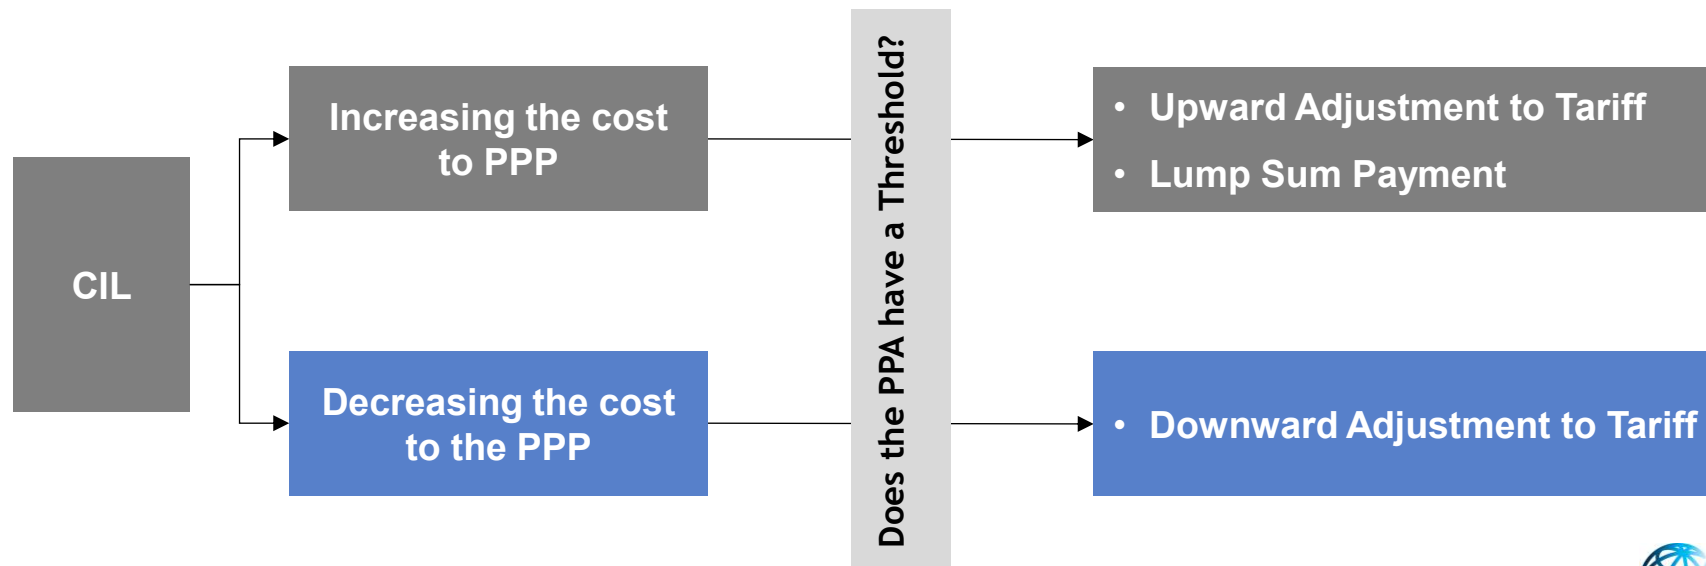 CIL
Increasing the cost
to PPP
Decreasing the cost
to the PPP
Does the PPA have a Threshold?
• Upward Adjustment to Tariff
• Lump Sum Payment
• Downward Adjustment to Tariff